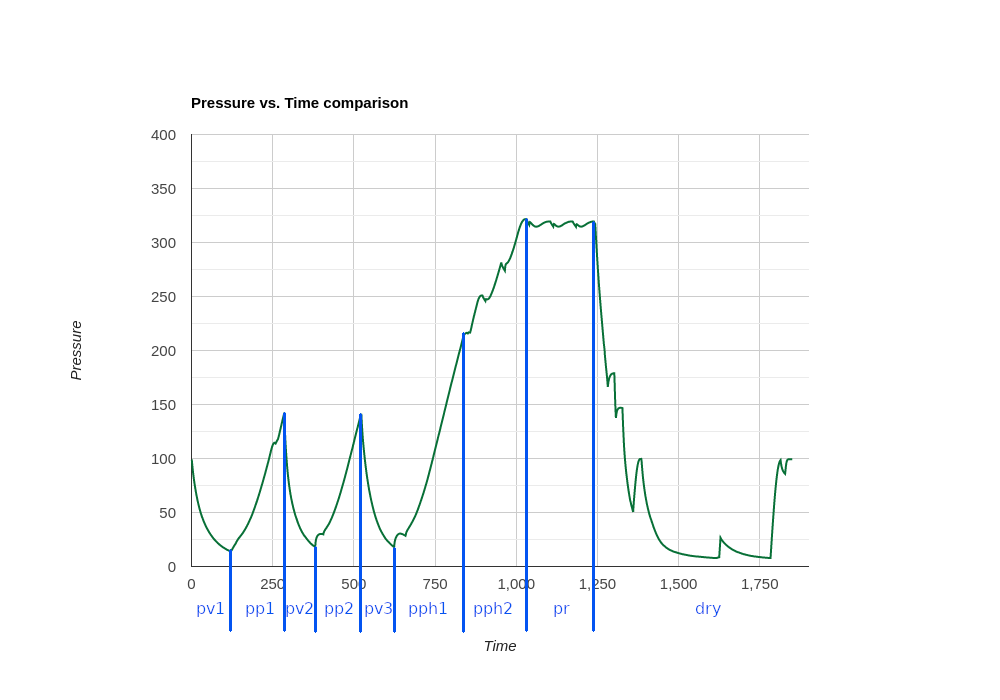 Pressure vs. Time comparison
400
350
300
250
200
150
100
50
0
Pressure
0 250 500 750 1,000 1,250 1,500 1,750
pv1 pp1 pv2 pp2 pv3 pph1 pph2 pr dry
Time